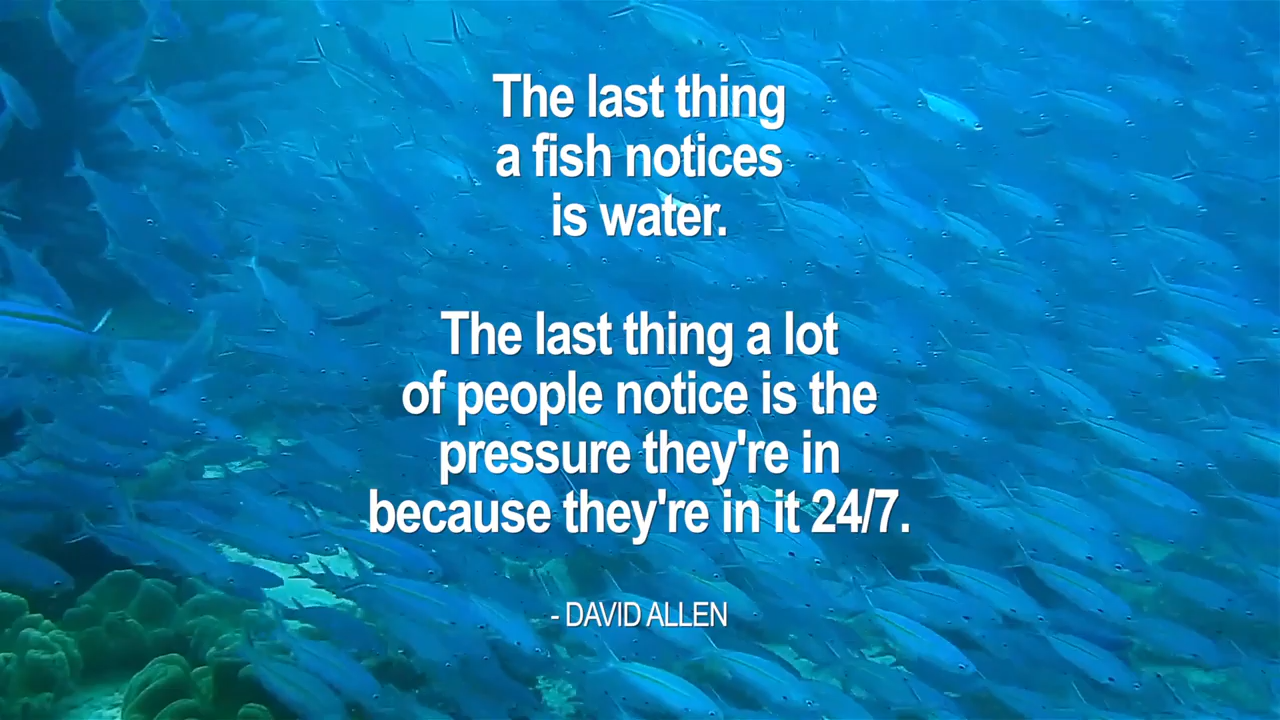 The last thing
a fish notices
is water.
The last thing a lot
of people notice is the
pressure they're in
because they're in it 24/7.
- DAVID ALLEN